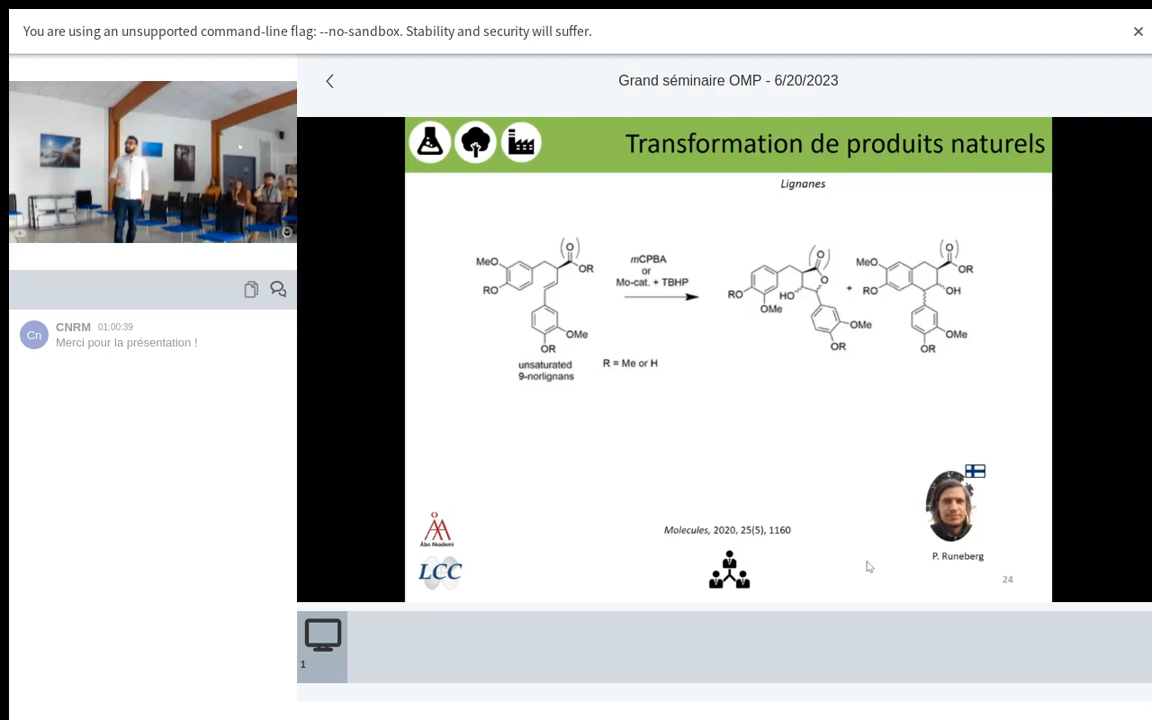 You are using an unsupported command-line flag: --no-sandbox. Stability and security will suffer.
Grand séminaire OMP - 6/20/2023
Transformation de produits naturels
Lignanes
MeO
RO
( O )
OR
OMe
OR
unsaturated
9-norlignans
mCPBA
or
Mo-cat. + TBHP
R = Me or H
( O )
O
HO
RO
OMe
OMe
OR
+
( O )
MeO
OR
RO
OH
OMe
OR
Cn
CNRM 01:00:39
Merci pour la présentation !
Åbo Akademi
LCC
Molecules, 2020, 25(5), 1160
P. Runeberg
24
1